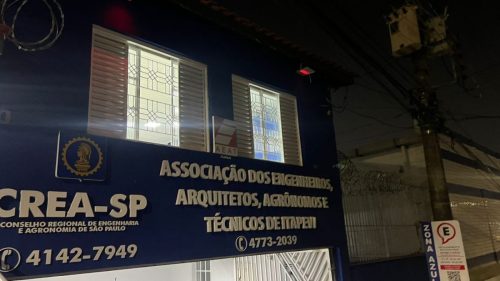 CREA-SP
CONSELHO REGIONAL DE ENGENHARIA
E AGRONOMIA DE SÃO PAULO
4142-7949
ASSOCIAÇÃO DOS ENGENHEIROS,
ARQUITETOS, AGRÔNOMOS E
TÉCNICOS DE ITAPEVI
4773-2039
ZONA AZUL
E